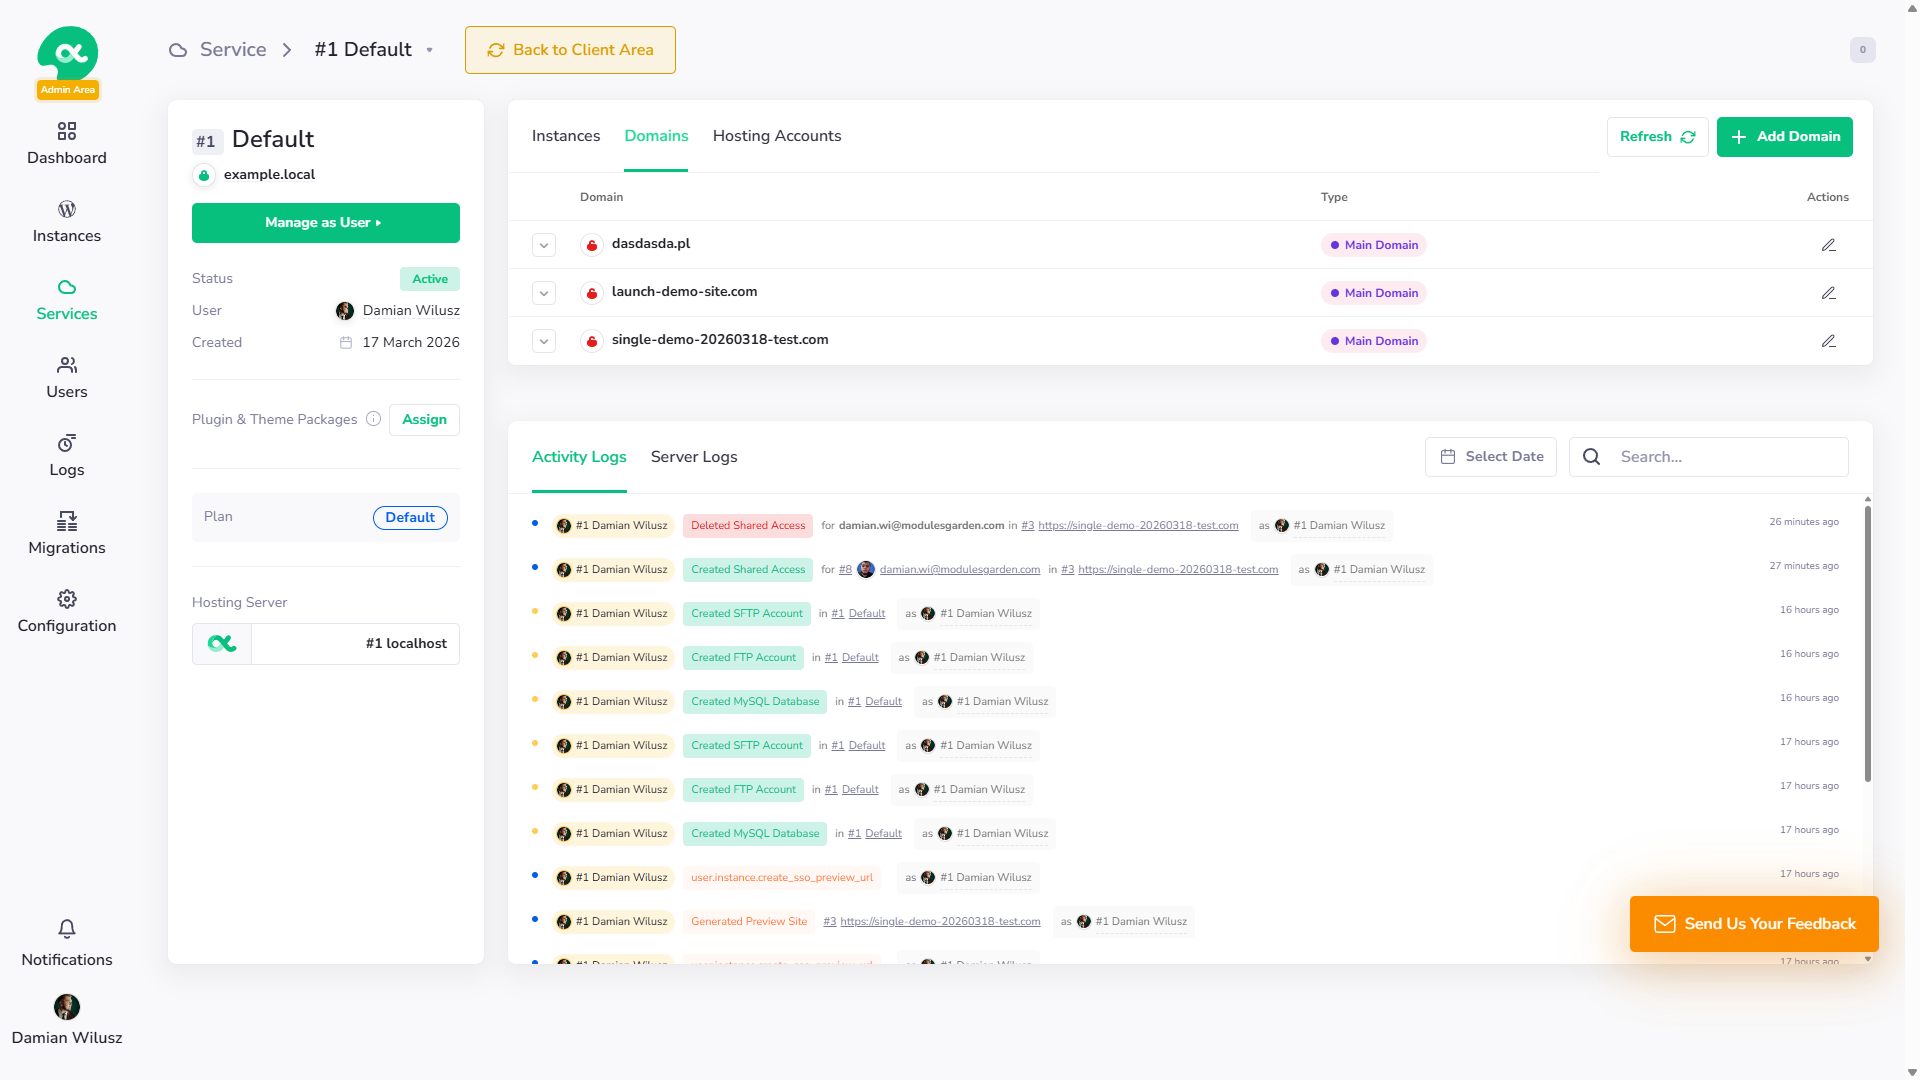 Admin Area
Dashboard
Instances
Services
Users
Logs
Migrations
Configuration
Notifications
Damian Wilusz
Service
#1 Default
Back to Client Area
0
#1 Default
example.local
Manage as User
Status Active
User Damian Wilusz
Created 17 March 2026
Plugin & Theme Packages Assign
Plan Default
Hosting Server
#1 localhost
Instances Domains Hosting Accounts
Refresh
Add Domain
Domain Type Actions
dasdasda.pl Main Domain
launch-demo-site.com Main Domain
single-demo-20260318-test.com Main Domain
Activity Logs Server Logs
Select Date
Search...
#1 Damian Wilusz Deleted Shared Access for damian.wi@modulesgarden.com in #3 https://single-demo-20260318-test.com as #1 Damian Wilusz 26 minutes ago
#1 Damian Wilusz Created Shared Access for #8 damian.wi@modulesgarden.com in #3 https://single-demo-20260318-test.com as #1 Damian Wilusz 27 minutes ago
#1 Damian Wilusz Created SFTP Account in #1 Default as #1 Damian Wilusz 16 hours ago
#1 Damian Wilusz Created FTP Account in #1 Default as #1 Damian Wilusz 16 hours ago
#1 Damian Wilusz Created MySQL Database in #1 Default as #1 Damian Wilusz 16 hours ago
#1 Damian Wilusz Created SFTP Account in #1 Default as #1 Damian Wilusz 17 hours ago
#1 Damian Wilusz Created FTP Account in #1 Default as #1 Damian Wilusz 17 hours ago
#1 Damian Wilusz Created MySQL Database in #1 Default as #1 Damian Wilusz 17 hours ago
#1 Damian Wilusz user.instance.create_sso_preview_url as #1 Damian Wilusz 17 hours ago
#1 Damian Wilusz Generated Preview Site #3 https://single-demo-20260318-test.com as #1 Damian Wilusz
Send Us Your Feedback
17 hours ago